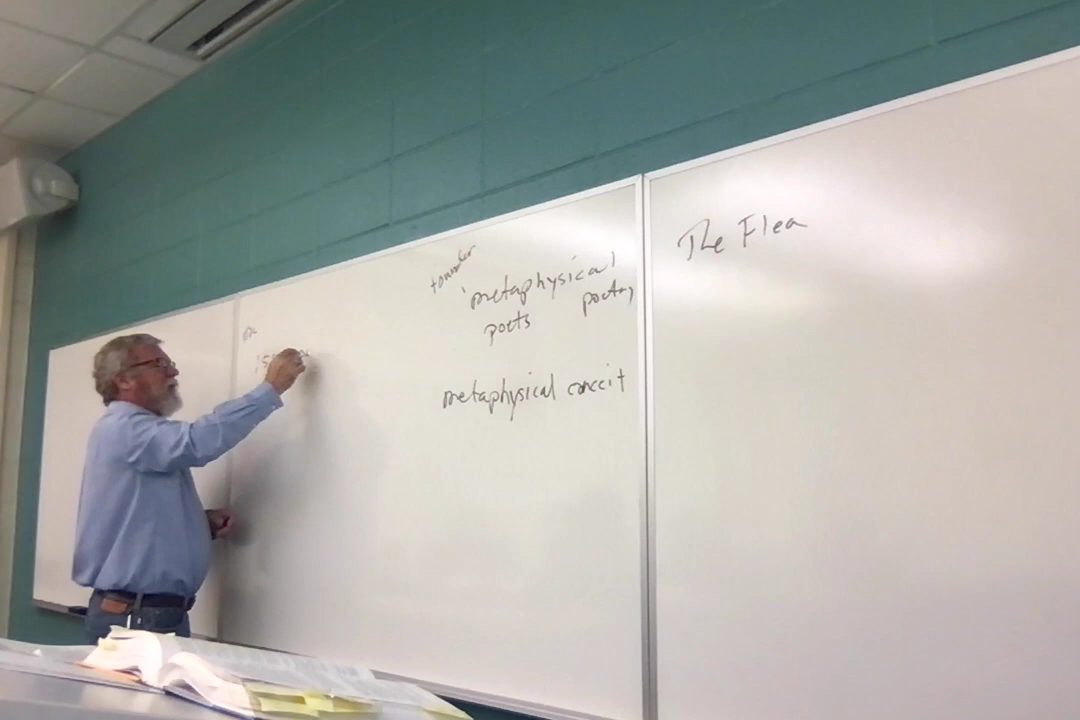 metaphysical
poets poetry
metaphysical conceit
The Flea